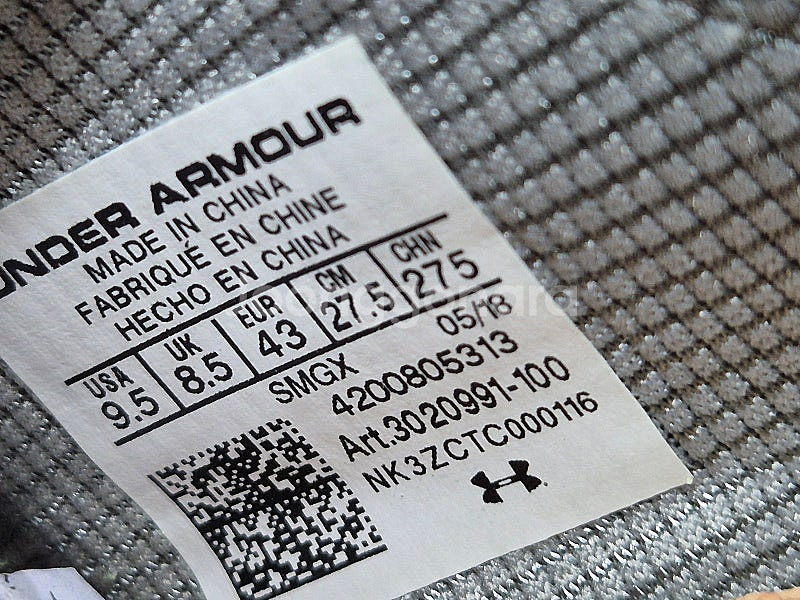 UNDER ARMOUR
MADE IN CHINA
FABRIQUÉ EN CHINE
HECHO EN CHINA
USA UK EUR CM CHN
9.5 8.5 43 27.5 275
SMGX 05/18
4200805313
Art.3020991-100
NK3ZCTC000116